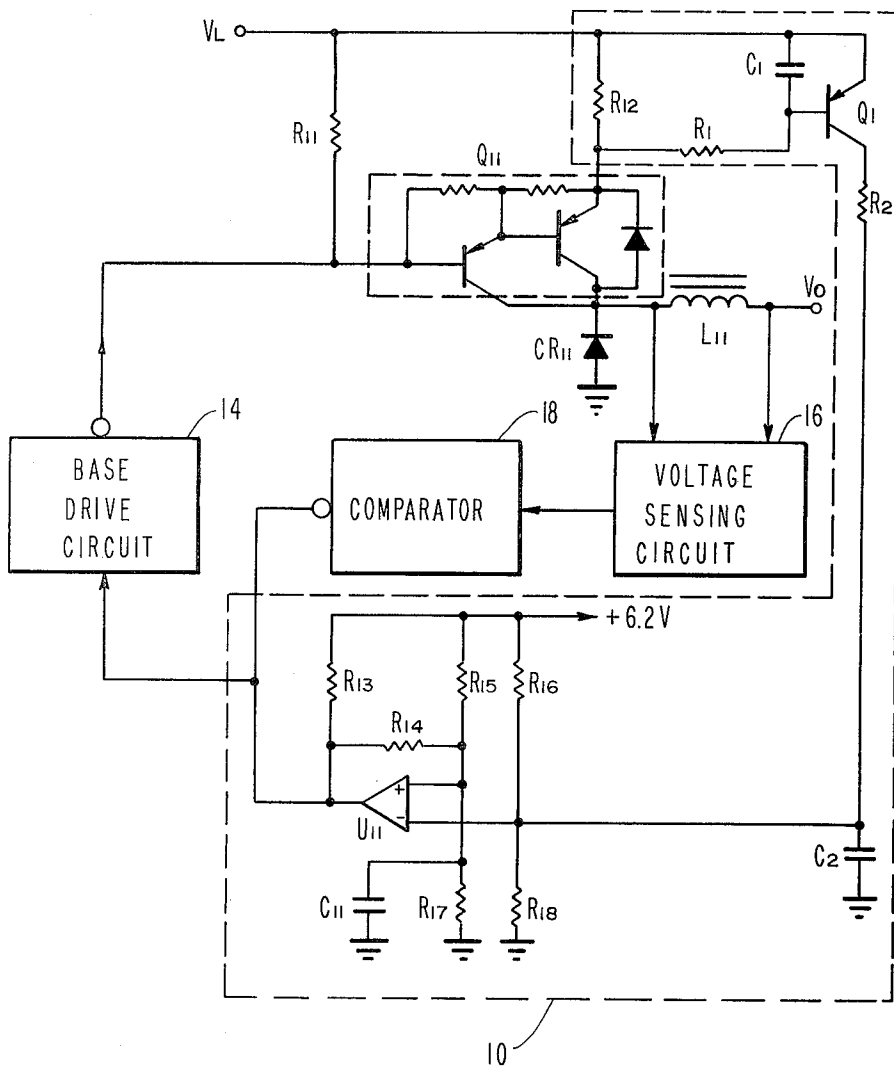 VL
C1
R12
Q1
R11
R1
Q11
R2
VO
L11
CR11
14
18
16
BASE
DRIVE
CIRCUIT
COMPARATOR
VOLTAGE
SENSING
CIRCUIT
+6.2V
R13
R15
R16
R14
+
U11
-
C2
C11
R17
R18
10